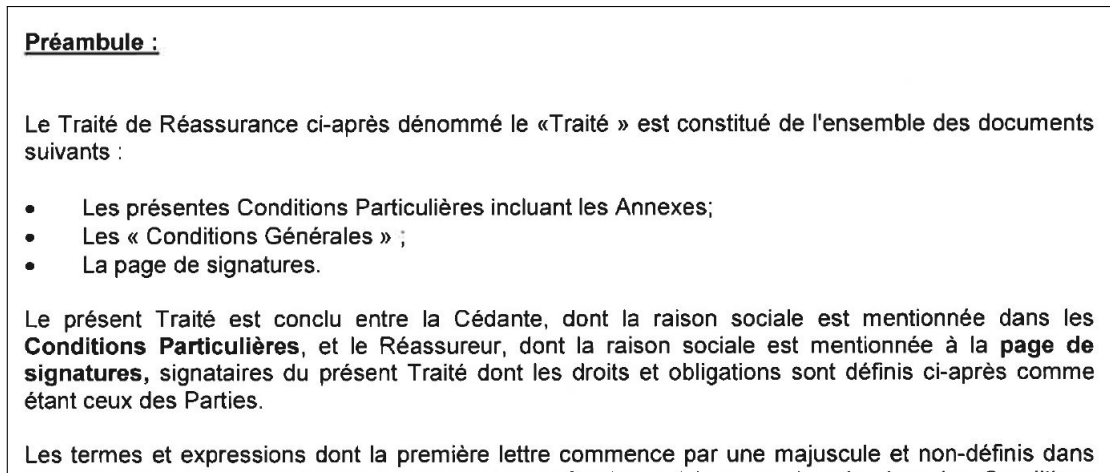 Préambule :
Le Traité de Réassurance ci-après dénommé le «Traité » est constitué de l'ensemble des documents
suivants :
• Les présentes Conditions Particulières incluant les Annexes;
• Les « Conditions Générales » ;
• La page de signatures.
Le présent Traité est conclu entre la Cédante, dont la raison sociale est mentionnée dans les
Conditions Particulières, et le Réassureur, dont la raison sociale est mentionnée à la page de
signatures, signataires du présent Traité dont les droits et obligations sont définis ci-après comme
étant ceux des Parties.
Les termes et expressions dont la première lettre commence par une majuscule et non-définis dans